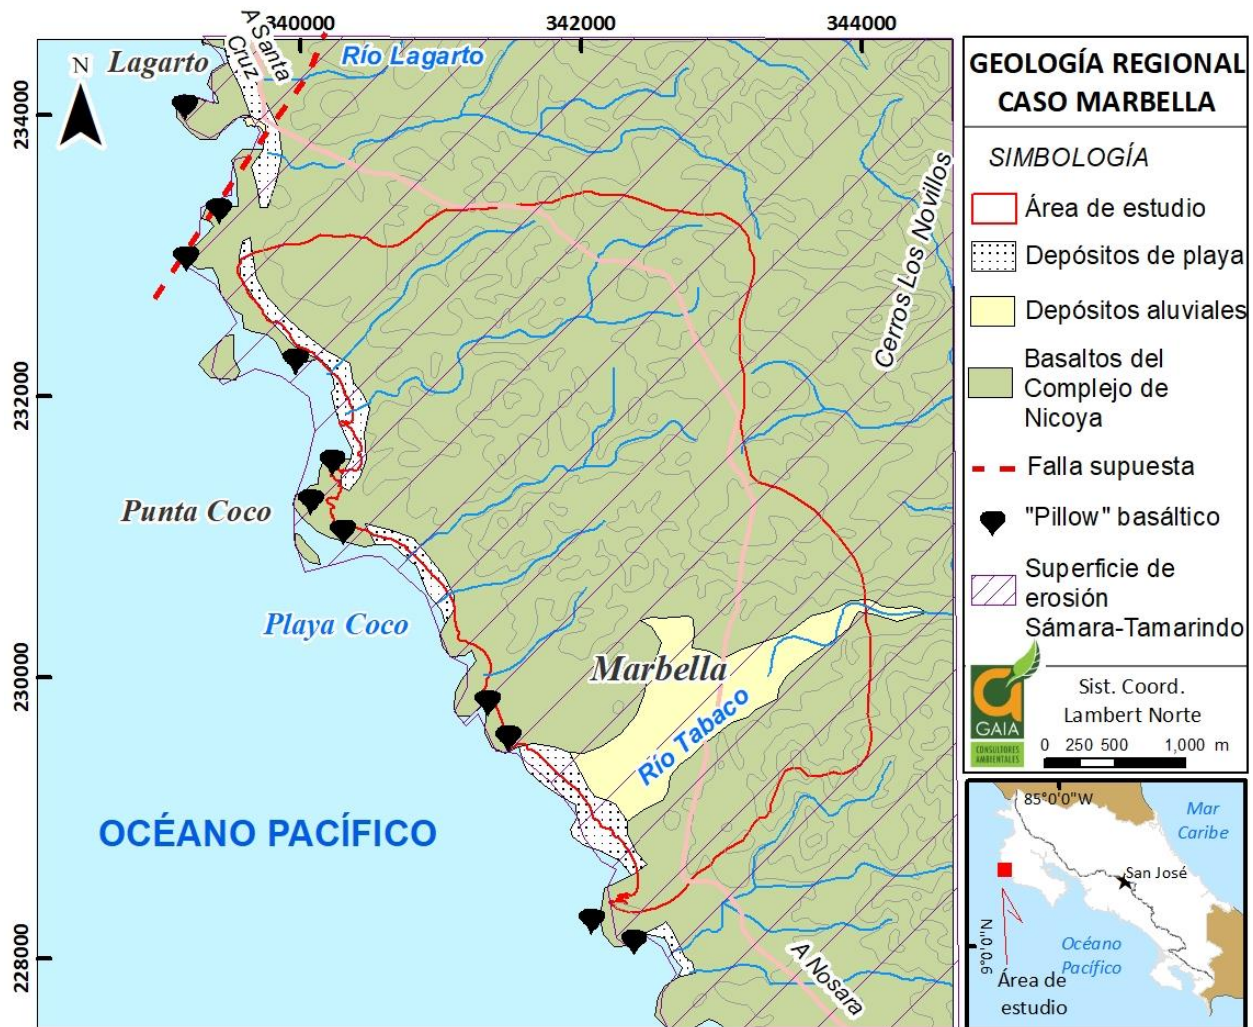 340000
342000
344000
234000
232000
230000
228000
N
Lagarto
A Santa
Cruz
Río Lagarto
Cerros Los Novillos
Punta Coco
Playa Coco
Marbella
Río Tabaco
OCÉANO PACÍFICO
A Nosara
GEOLOGÍA REGIONAL
CASO MARBELLA
SIMBOLOGÍA
Área de estudio
Depósitos de playa
Depósitos aluviales
Basaltos del
Complejo de
Nicoya
Falla supuesta
"Pillow" basáltico
Superficie de
erosión
Sámara-Tamarindo
GAIA
CONSULTORES
AMBIENTALES
Sist. Coord.
Lambert Norte
0 250 500 1,000 m
85°0'0"W
Mar
Caribe
San José
9°0'0"N
Océano
Pacífico
Área de
estudio